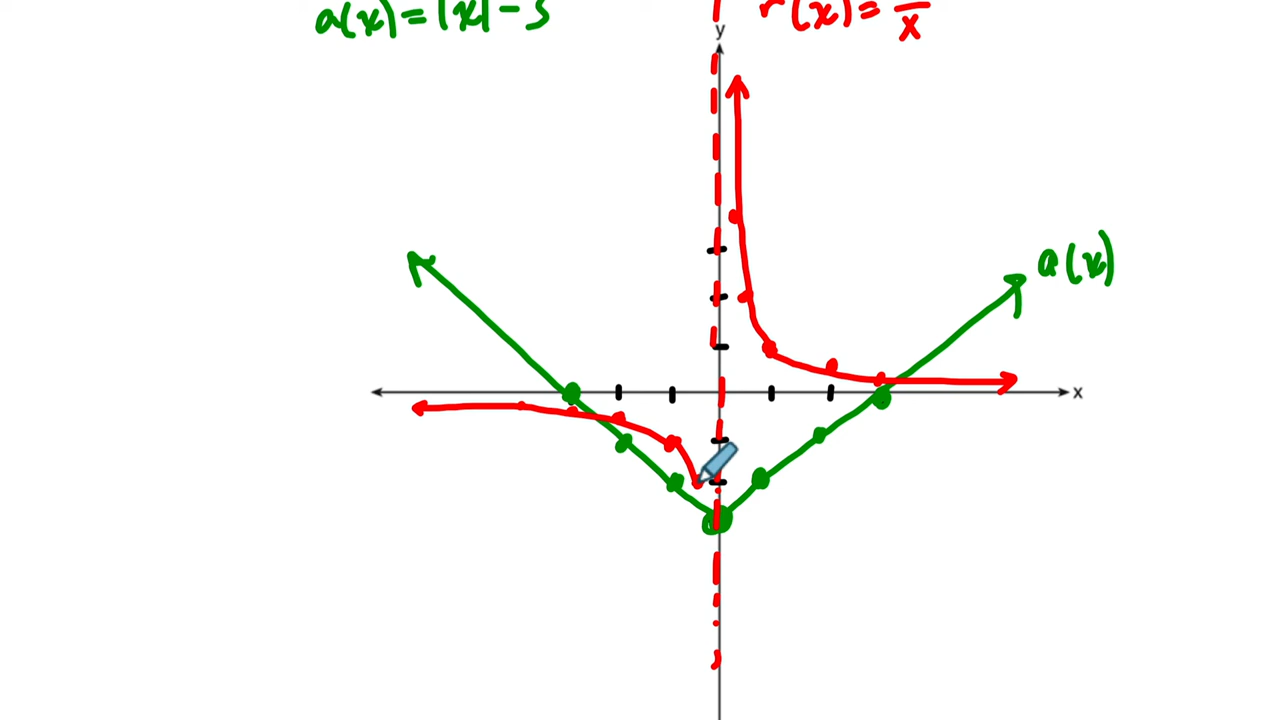 a(x) = |x| - 3
r(x) = 1/x
y
a(x)
x